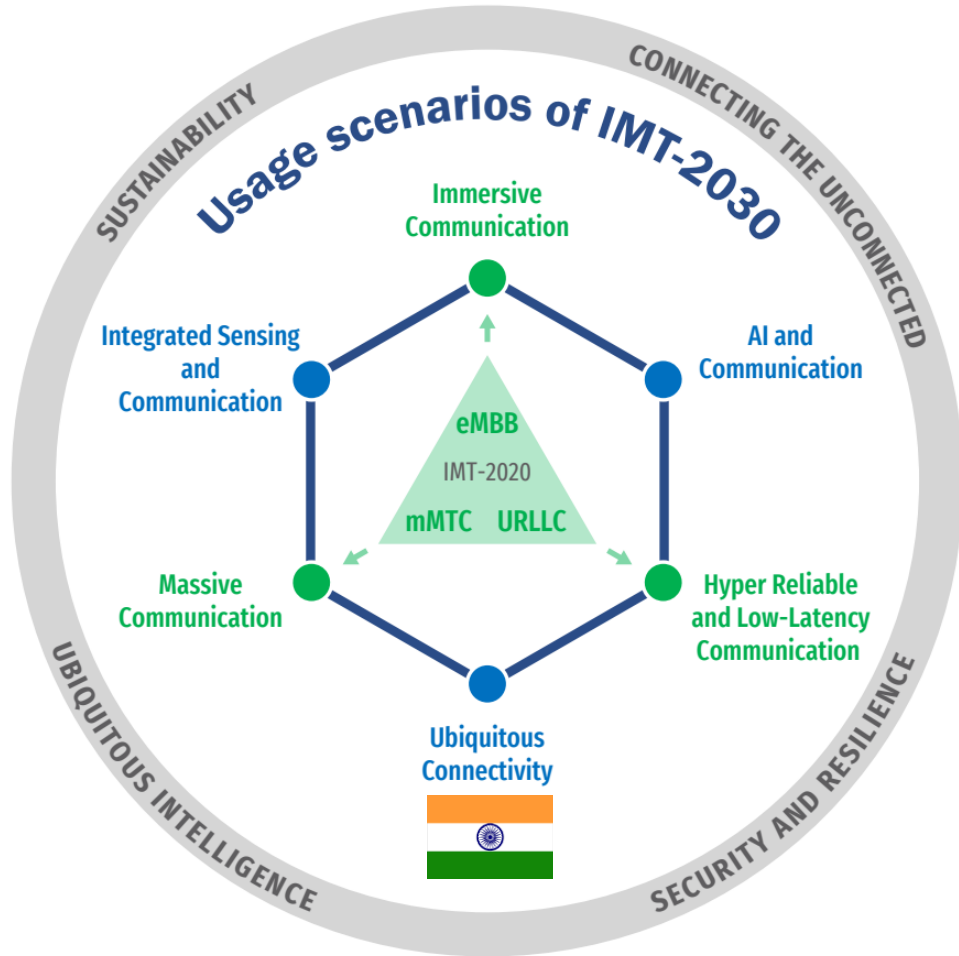 SUSTAINABILITY
CONNECTING THE UNCONNECTED
Usage scenarios of IMT-2030
Immersive
Communication
Integrated Sensing
and
Communication
AI and
Communication
eMBB
IMT-2020
mMTC URLLC
Massive
Communication
Hyper Reliable
and Low-Latency
Communication
Ubiquitous
Connectivity
UBIQUITOUS INTELLIGENCE
SECURITY AND RESILIENCE